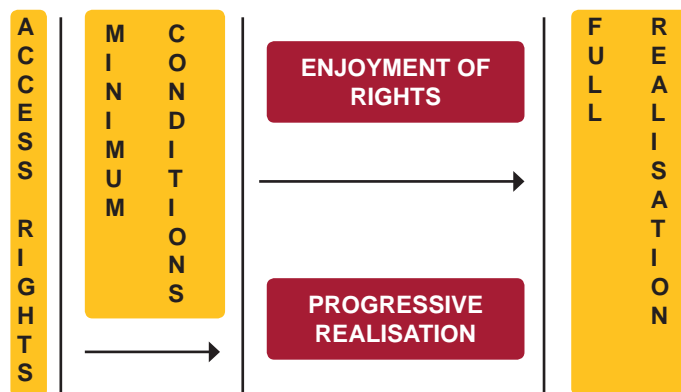 ACCESS RIGHTS
MINIMUM
CONDITIONS
ENJOYMENT OF
RIGHTS
PROGRESSIVE
REALISATION
FULL
REALISATION